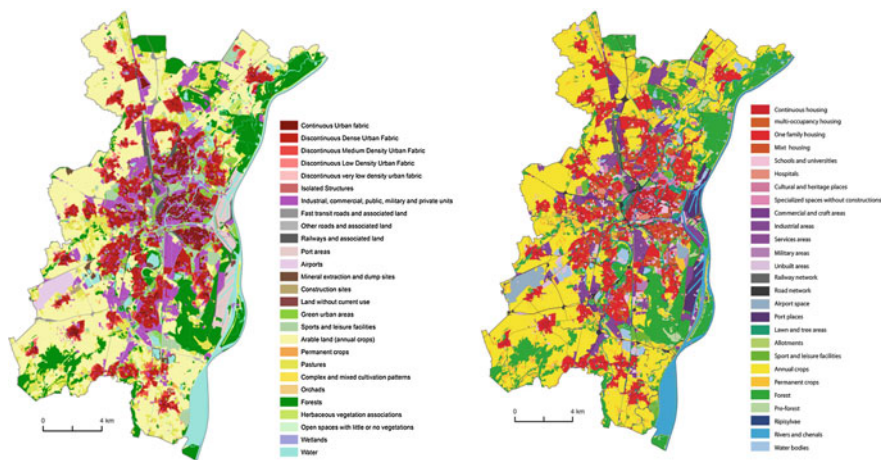 Continuous Urban fabric
Discontinuous Dense Urban Fabric
Discontinuous Medium Density Urban Fabric
Discontinuous Low Density Urban Fabric
Discontinuous very low density urban fabric
Isolated Structures
Industrial, commercial, public, military and private units
Fast transit roads and associated land
Other roads and associated land
Railways and associated land
Port areas
Airports
Mineral extraction and dump sites
Construction sites
Land without current use
Green urban areas
Sports and leisure facilities
Arable land (annual crops)
Permanent crops
Pastures
Complex and mixed cultivation patterns
Orchads
Forests
Herbaceous vegetation associations
Open spaces with little or no vegetations
Wetlands
Water
0 4 km
Continuous housing
multi-occupancy housing
One family housing
Mixt housing
Schools and universities
Hospitals
Cultural and heritage places
Specialized spaces without constructions
Commercial and craft areas
Industrial areas
Services areas
Military areas
Unbuilt areas
Railway network
Road network
Airport space
Port places
Lawn and tree areas
Allotments
Sport and leisure facilities
Annual crops
Permanent crops
Forest
Pre-forest
Ripisylvae
Rivers and chenals
Water bodies
0 4 km